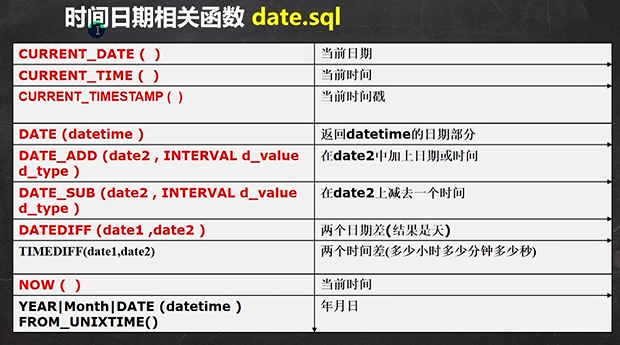 时间日期相关函数 date.sql
CURRENT_DATE ( ) 当前日期
CURRENT_TIME ( ) 当前时间
CURRENT_TIMESTAMP ( ) 当前时间戳
DATE (datetime ) 返回datetime的日期部分
DATE_ADD (date2 , INTERVAL d_value
d_type ) 在date2中加上日期或时间
DATE_SUB (date2 , INTERVAL d_value
d_type ) 在date2上减去一个时间
DATEDIFF (date1 ,date2 ) 两个日期差(结果是天)
TIMEDIFF(date1,date2) 两个时间差(多少小时多少分钟多少秒)
NOW ( ) 当前时间
YEAR|Month|DATE (datetime ) 年月日
FROM_UNIXTIME()